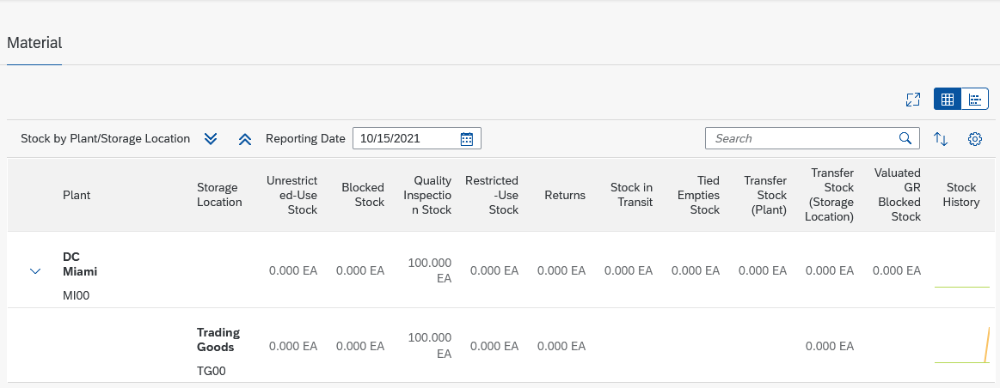 Material
Stock by Plant/Storage Location Reporting Date 10/15/2021 Search
Plant
Storage
Location
Unrestrict
ed-Use
Stock
Blocked
Stock
Quality
Inspectio
n Stock
Restricted
-Use
Stock
Returns
Stock in
Transit
Tied
Empties
Stock
Transfer
Stock
(Plant)
Transfer
Stock
(Storage
Location)
Valuated
GR
Blocked
Stock
Stock
History
DC
Miami
MI00
0.000 EA
0.000 EA
100.000
EA
0.000 EA
0.000 EA
0.000 EA
0.000 EA
0.000 EA
0.000 EA
0.000 EA
Trading
Goods
TG00
0.000 EA
0.000 EA
100.000
EA
0.000 EA
0.000 EA
0.000 EA